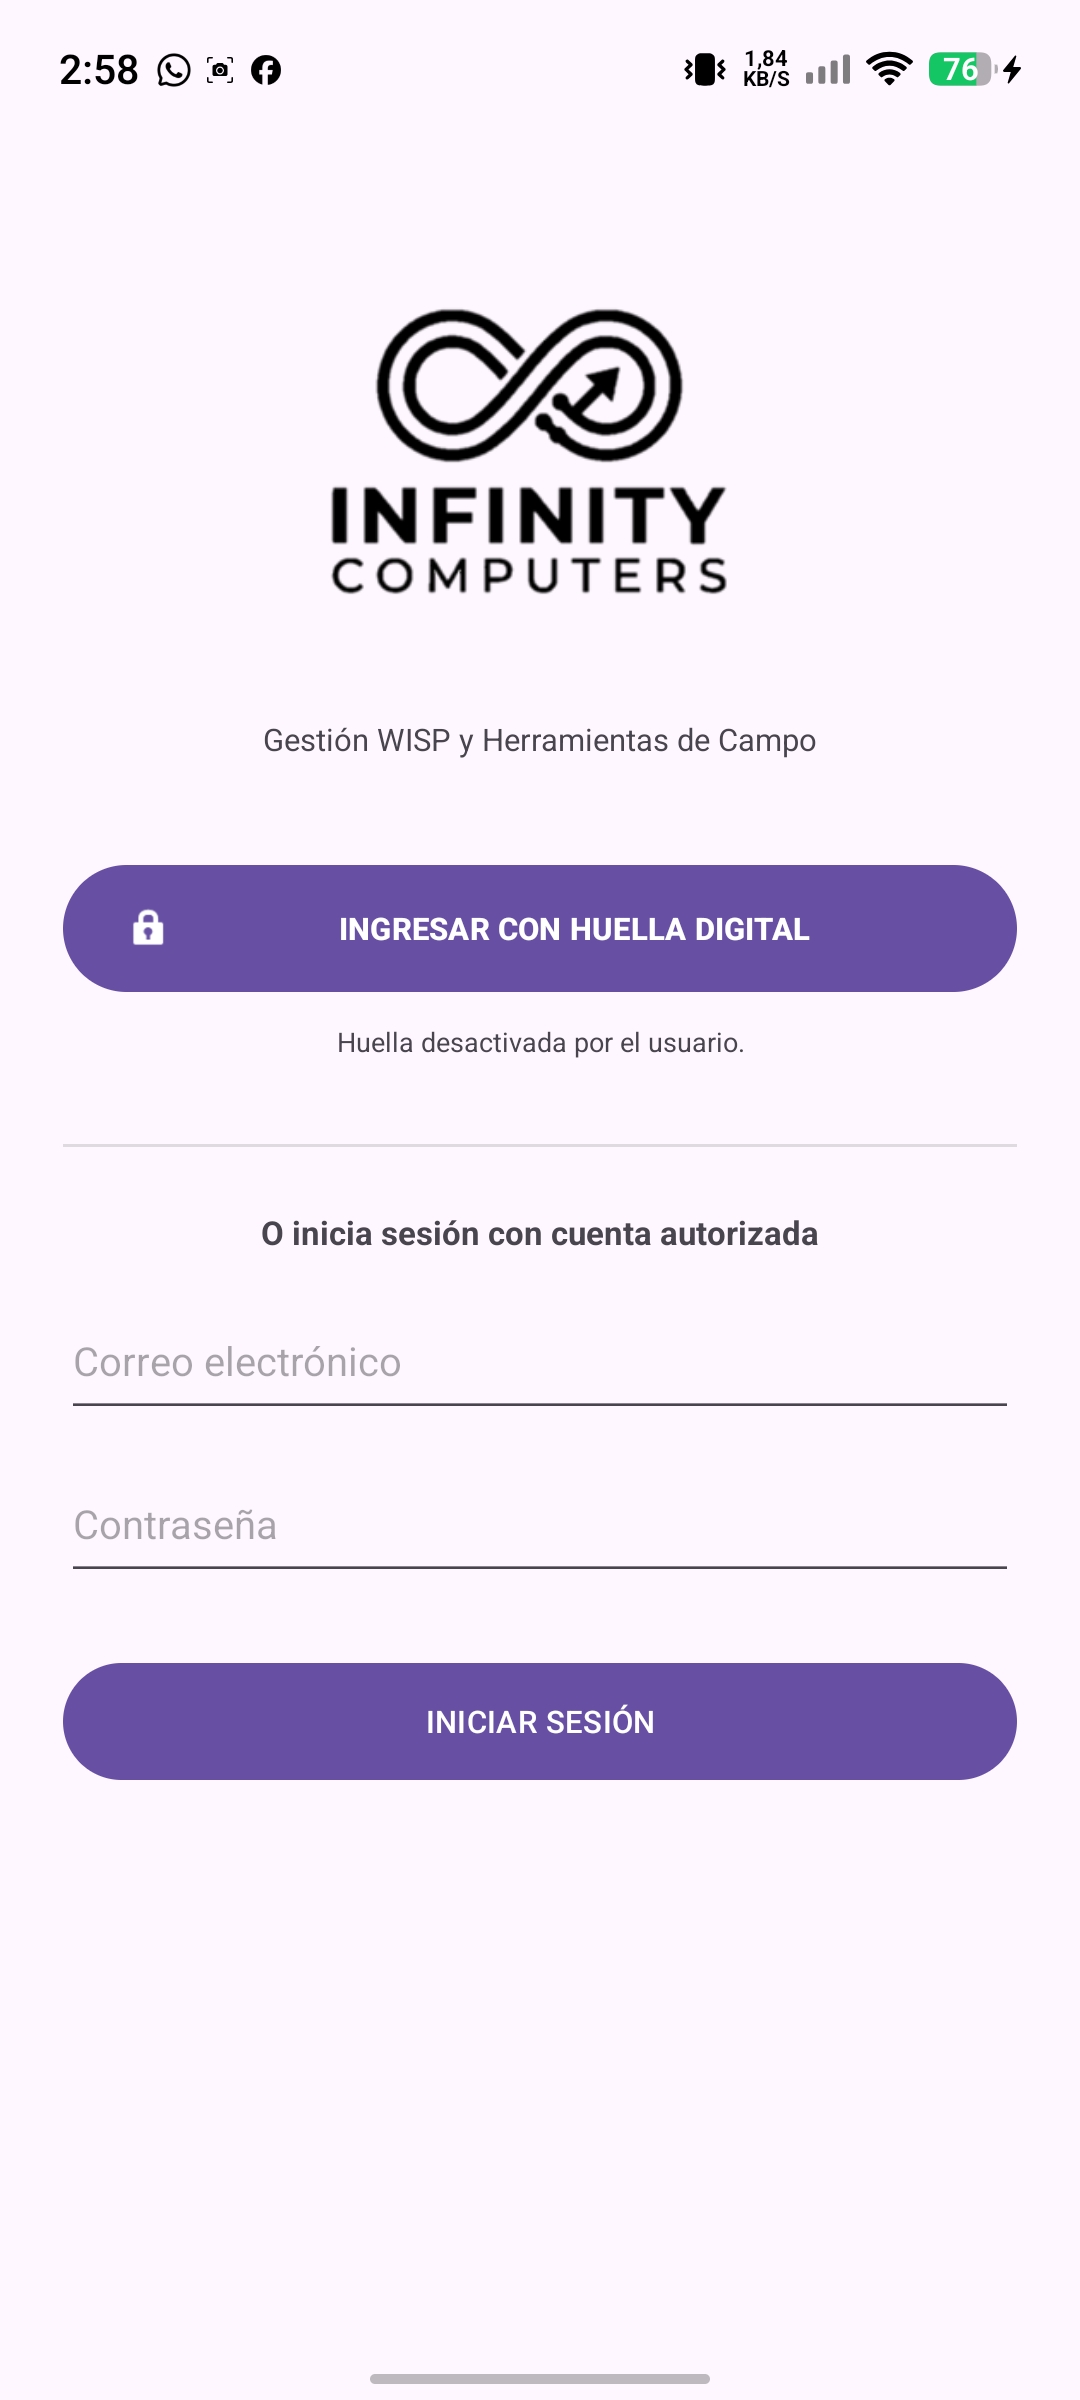 2:58
1,84
KB/S
76
INFINITY
COMPUTERS
Gestión WISP y Herramientas de Campo
INGRESAR CON HUELLA DIGITAL
Huella desactivada por el usuario.
O inicia sesión con cuenta autorizada
Correo electrónico
Contraseña
INICIAR SESIÓN